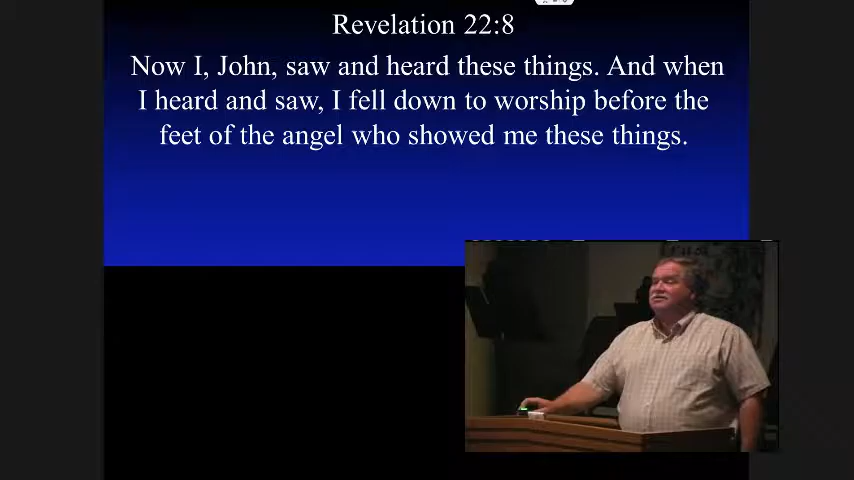 Revelation 22:8
Now I, John, saw and heard these things. And when
I heard and saw, I fell down to worship before the
feet of the angel who showed me these things.